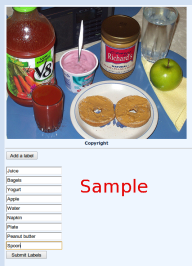 V8
Richard's
Copyright
Add a label
Juice
Bagels
Yogurt
Apple
Water
Napkin
Plate
Peanut butter
Spoon
Submit Labels
Sample